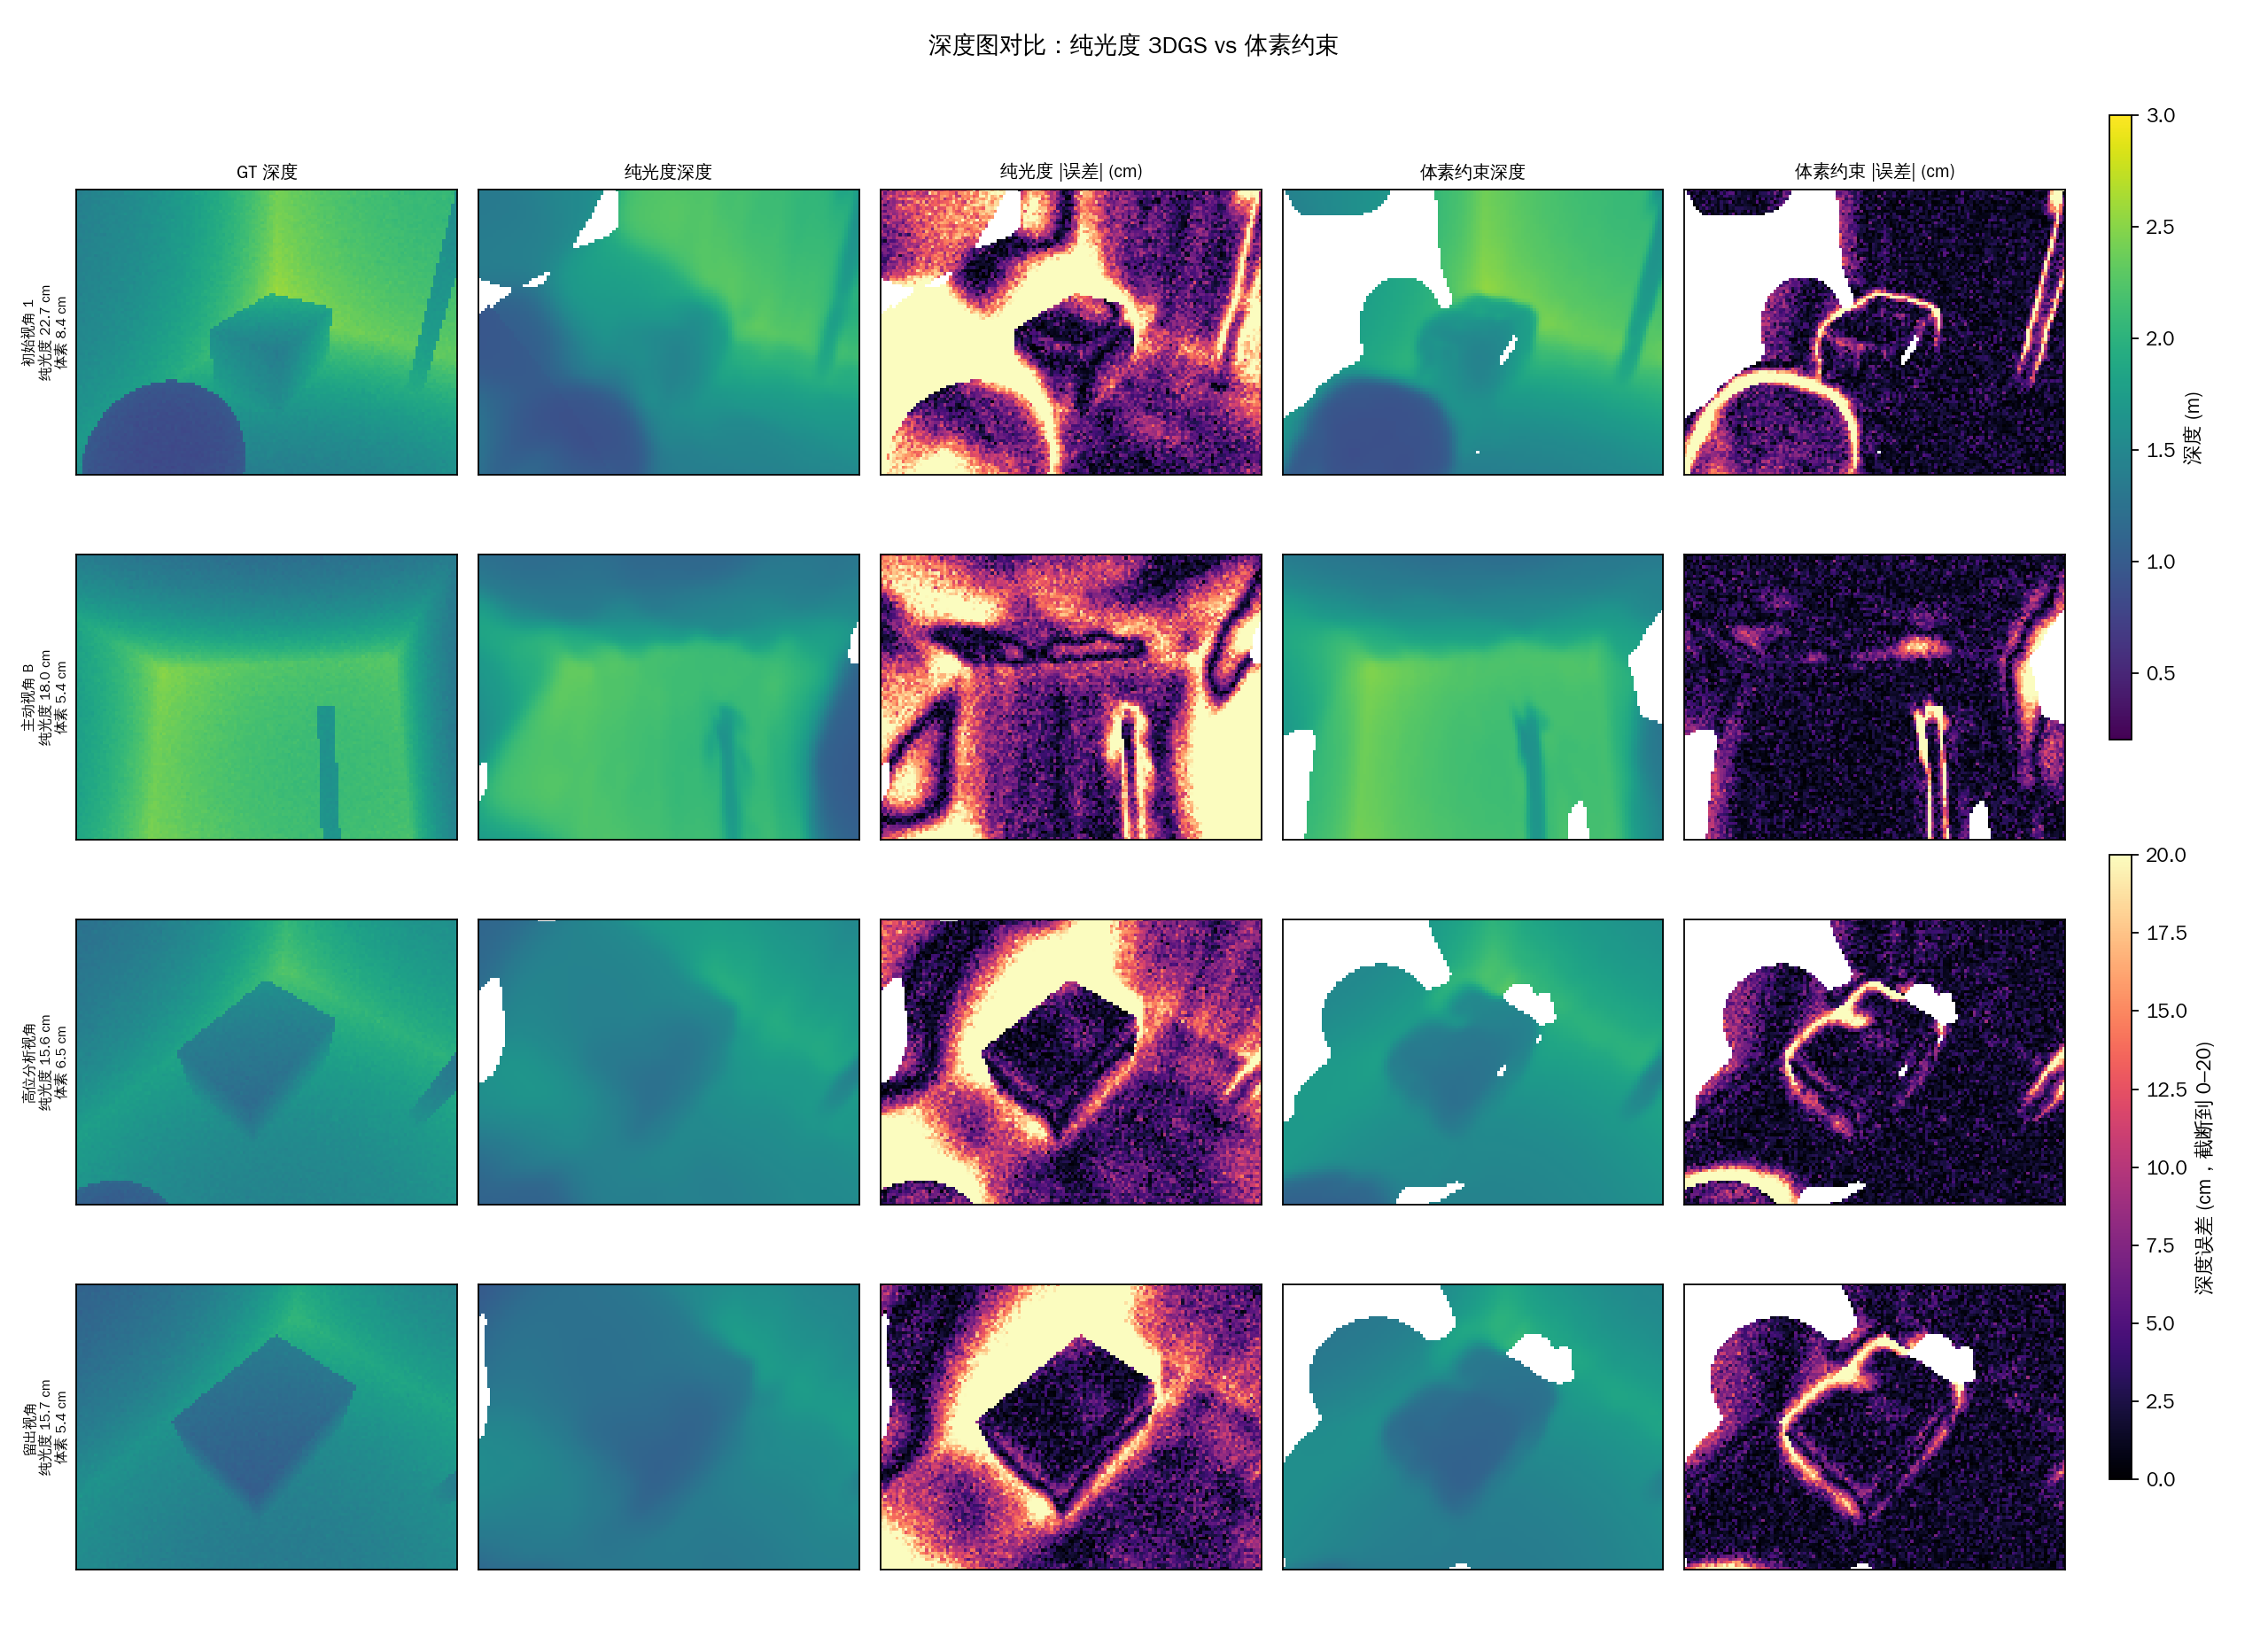 深度图对比：纯光度 3DGS vs 体素约束
GT 深度
纯光度深度
纯光度 |误差| (cm)
体素约束深度
体素约束 |误差| (cm)
初始视角 1
纯光度 22.7 cm
体素 8.4 cm
主动视角 B
纯光度 18.0 cm
体素 5.4 cm
高位分析视角
纯光度 15.6 cm
体素 6.5 cm
留出视角
纯光度 15.7 cm
体素 5.4 cm
3.0
2.5
2.0
1.5
1.0
0.5
深度 (m)
20.0
17.5
15.0
12.5
10.0
7.5
5.0
2.5
0.0
深度误差 (cm，截断到 0–20)